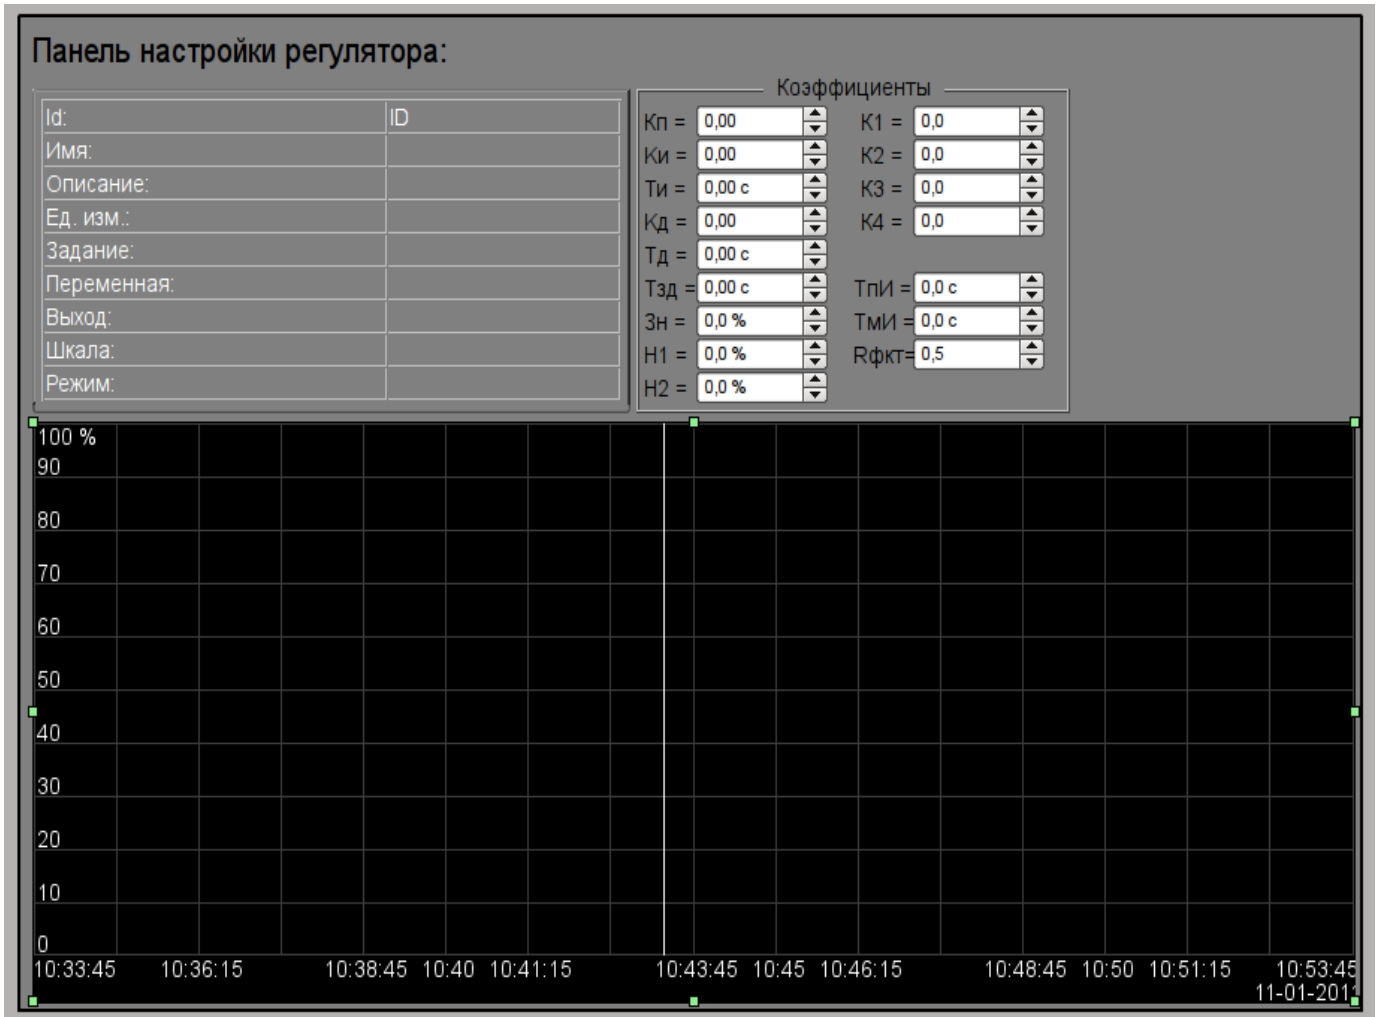 Панель настройки регулятора:
Коэффициенты
Id: ID
Имя:
Описание:
Ед. изм.:
Задание:
Переменная:
Выход:
Шкала:
Режим:
Кп = 0,00 К1 = 0,0
Ки = 0,00 К2 = 0,0
Ти = 0,00 с К3 = 0,0
Кд = 0,00 К4 = 0,0
Тд = 0,00 с
Тзд = 0,00 с ТпИ = 0,0 с
Зн = 0,0 % ТмИ = 0,0 с
Н1 = 0,0 % Rфкт= 0,5
Н2 = 0,0 %
100 %
90
80
70
60
50
40
30
20
10
0
10:33:45 10:36:15 10:38:45 10:40 10:41:15 10:43:45 10:45 10:46:15 10:48:45 10:50 10:51:15 10:53:45
11-01-2011